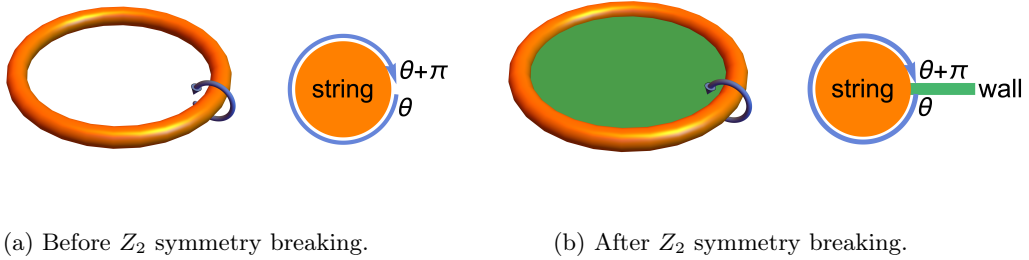 string
θ+π
θ
string
θ+π
θ
wall
(a) Before Z₂ symmetry breaking.
(b) After Z₂ symmetry breaking.